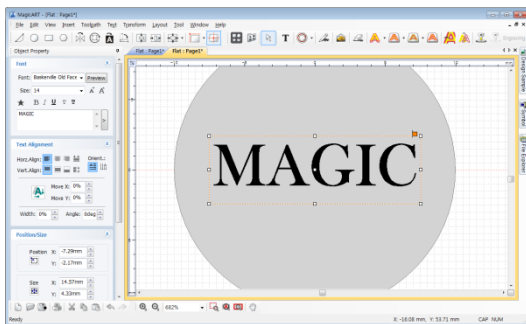 MagicART - [Flat : Page1*]
File Edit View Insert Toolpath Text Transform Layout Tool Window Help
Engraving
Object Property
Flat : Page1* Flat : Page1*
Font
Font: Baskerville Old Face Preview
Size: 14
B I U
MAGIC
Text Alignment
Horz.Align: Orient.:
Vert.Align:
Move X: 0%
Move Y: 0%
Width: 0% Angle: 0deg
Position/Size
Position X: -7.29mm
Y: -2.17mm
Size X: 14.57mm
Y: 4.33mm
MAGIC
Design Sample
Symbol
File Explorer
682%
Ready
X: -16.08 mm, Y: 53.71 mm CAP NUM